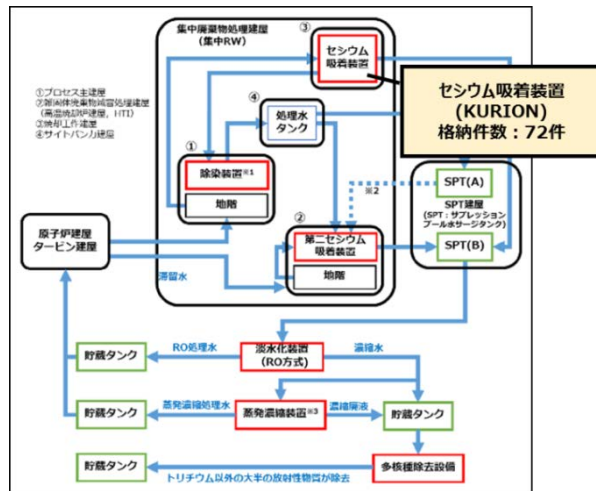 集中廃棄物処理建屋
(集中RW)
③
セシウム
吸着装置
①プロセス主建屋
②雑固体廃棄物減容処理建屋
(高温焼却炉建屋, HTI)
③焼却工作建屋
④サイトバンカ建屋
④
処理水
タンク
セシウム吸着装置
(KURION)
格納件数:72件
①
除染装置※1
地階
※2
SPT(A)
SPT建屋
(SPT:サプレッション
プール水サージタンク)
SPT(B)
②
第二セシウム
吸着装置
地階
原子炉建屋
タービン建屋
滞留水
貯蔵タンク
RO処理水
淡水化装置
(RO方式)
濃縮水
貯蔵タンク
蒸発濃縮処理水
蒸発濃縮装置※3
濃縮廃液
貯蔵タンク
貯蔵タンク
トリチウム以外の大半の放射性物質が除去
多核種除去設備